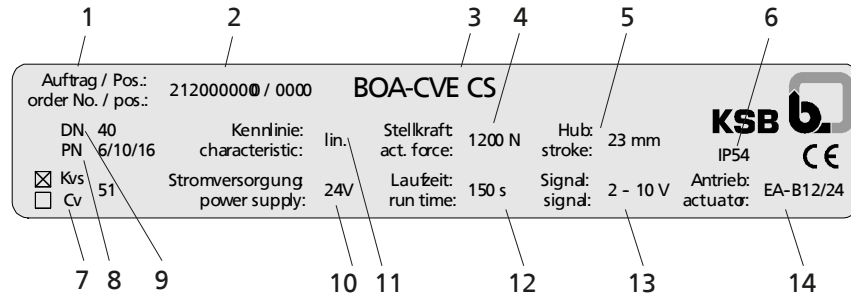 1 2 3 4 5 6
Auftrag / Pos.:
order No. / pos.: 212000000 / 0000 BOA-CVE CS
DN 40 Kennlinie: Stellkraft: Hub: KSB b.
PN 6/10/16 characteristic: lin. act. force: 1200 N stroke: 23 mm IP54 CE
Kvs Stromversorgung: Laufzeit: Signal: Antrieb:
Cv 51 power supply: 24V run time: 150 s signal: 2 - 10 V actuator: EA-B12/24
7 8 9 10 11 12 13 14